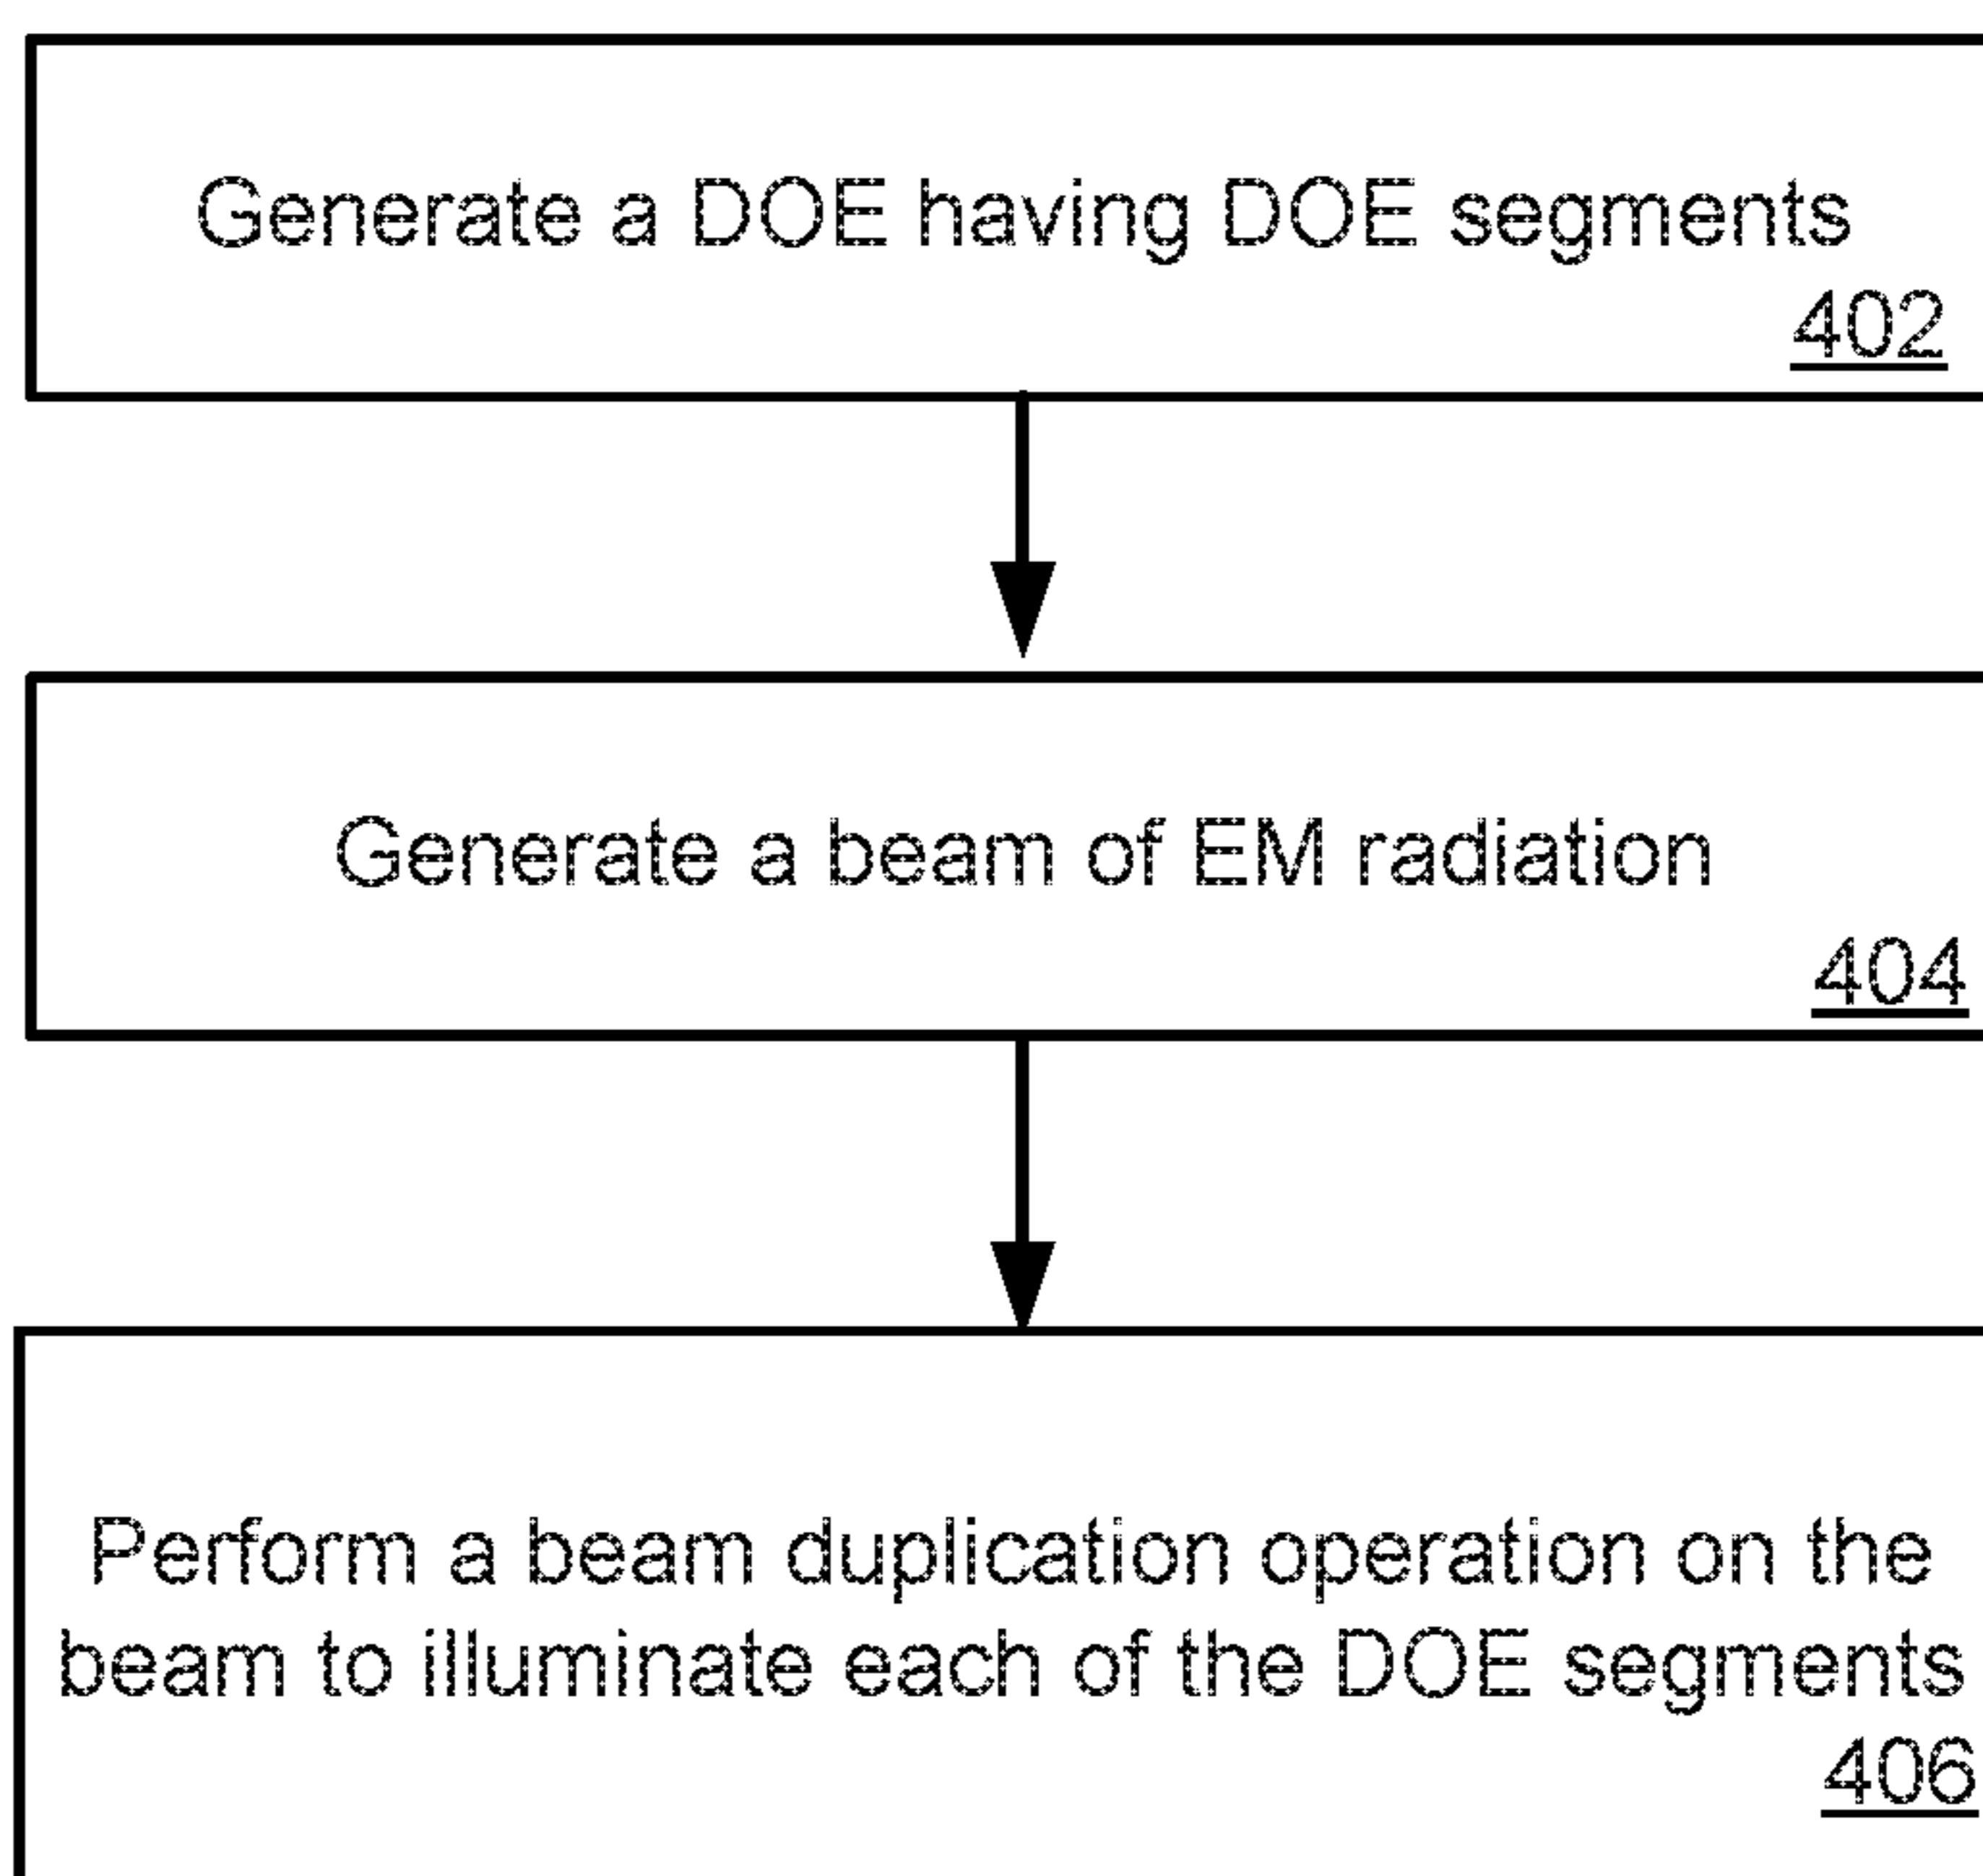 Generate a DOE having DOE segments
402
Generate a beam of EM radiation
404
Perform a beam duplication operation on the
beam to illuminate each of the DOE segments
406